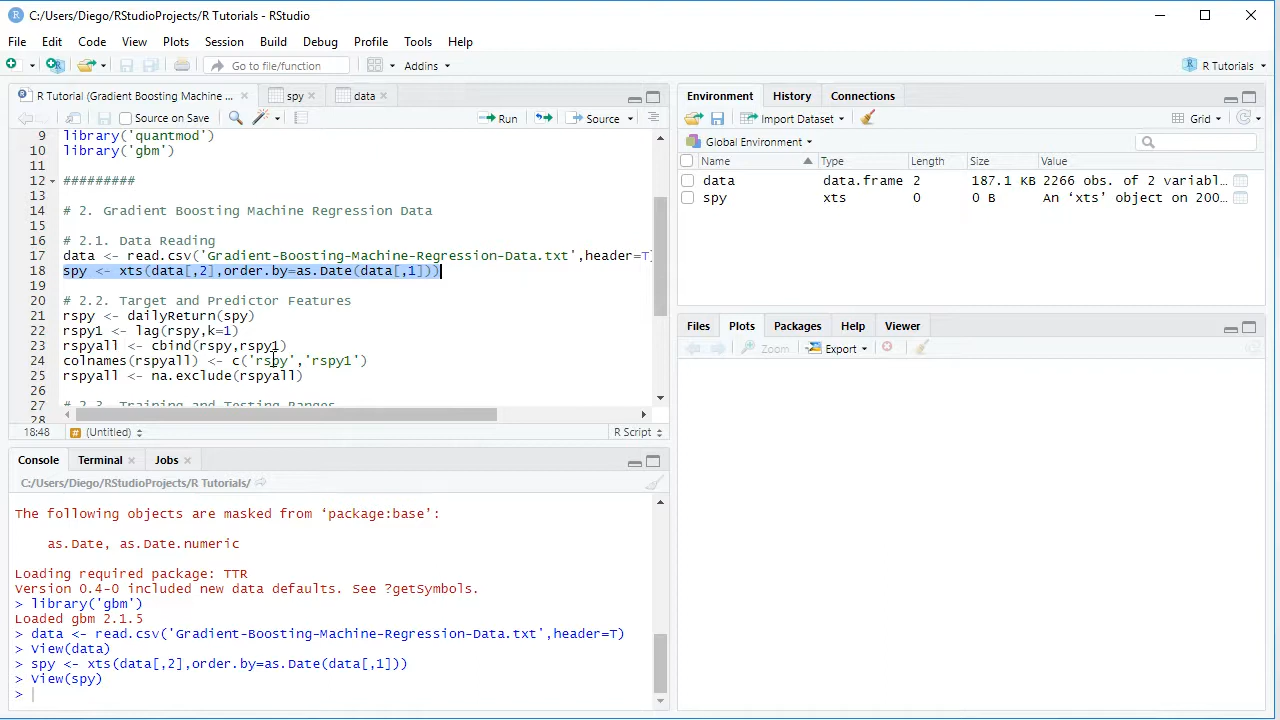 C:/Users/Diego/RStudioProjects/R Tutorials - RStudio
File Edit Code View Plots Session Build Debug Profile Tools Help
Go to file/function Addins R Tutorials
R Tutorial (Gradient Boosting Machine ... spy data
Source on Save Run Source
9 library('quantmod')
10 library('gbm')
11
12 #########
13
14 # 2. Gradient Boosting Machine Regression Data
15
16 # 2.1. Data Reading
17 data <- read.csv('Gradient-Boosting-Machine-Regression-Data.txt',header=T)
18 spy <- xts(data[,2],order.by=as.Date(data[,1]))
19
20 # 2.2. Target and Predictor Features
21 rspy <- dailyReturn(spy)
22 rspy1 <- lag(rspy,k=1)
23 rspyall <- cbind(rspy,rspy1)
24 colnames(rspyall) <- c('rspy','rspy1')
25 rspyall <- na.exclude(rspyall)
26
27 # 2.3. Training and Testing Ranges
28
18:48 (Untitled) R Script
Console Terminal Jobs
C:/Users/Diego/RStudioProjects/R Tutorials/
The following objects are masked from ‘package:base’:
as.Date, as.Date.numeric
Loading required package: TTR
Version 0.4-0 included new data defaults. See ?getSymbols.
> library('gbm')
Loaded gbm 2.1.5
> data <- read.csv('Gradient-Boosting-Machine-Regression-Data.txt',header=T)
> View(data)
> spy <- xts(data[,2],order.by=as.Date(data[,1]))
> View(spy)
>
Environment History Connections
Import Dataset Grid
Global Environment
Name Type Length Size Value
data data.frame 2 187.1 KB 2266 obs. of 2 variabl...
spy xts 0 0 B An ‘xts’ object on 200...
Files Plots Packages Help Viewer
Zoom Export